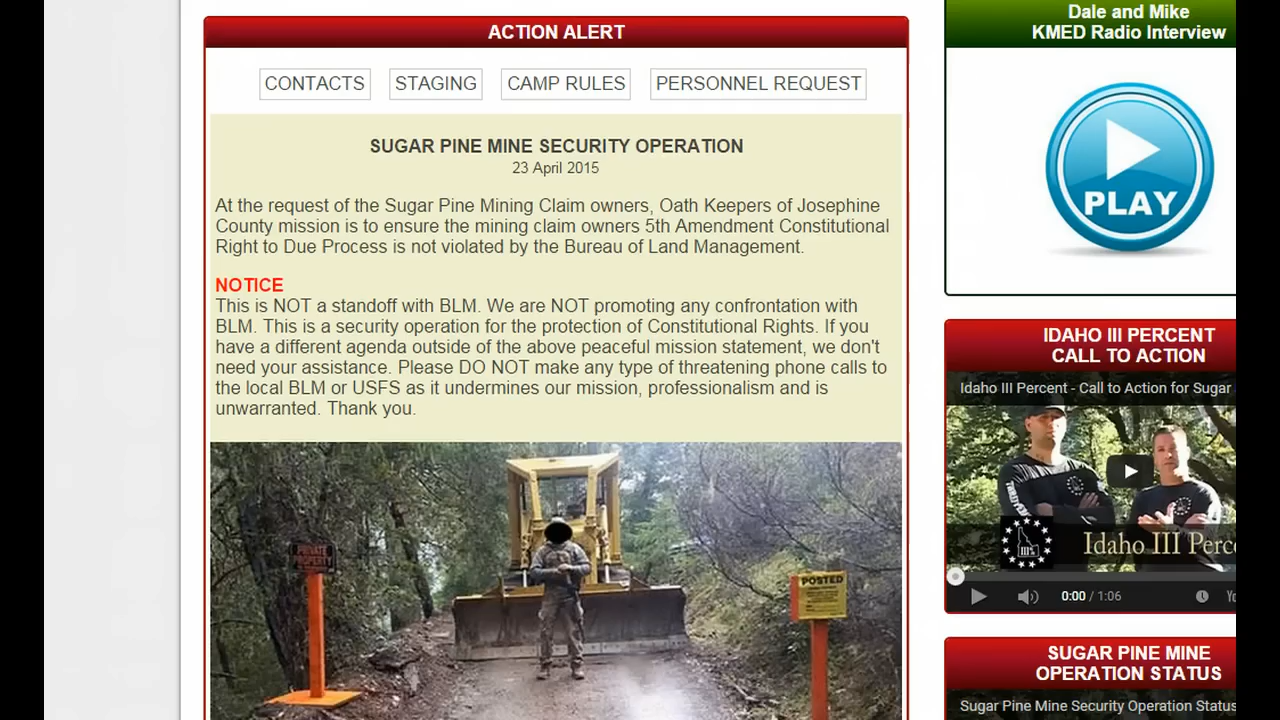 ACTION ALERT
CONTACTS
STAGING
CAMP RULES
PERSONNEL REQUEST
SUGAR PINE MINE SECURITY OPERATION
23 April 2015
At the request of the Sugar Pine Mining Claim owners, Oath Keepers of Josephine
County mission is to ensure the mining claim owners 5th Amendment Constitutional
Right to Due Process is not violated by the Bureau of Land Management.
NOTICE
This is NOT a standoff with BLM. We are NOT promoting any confrontation with
BLM. This is a security operation for the protection of Constitutional Rights. If you
have a different agenda outside of the above peaceful mission statement, we don't
need your assistance. Please DO NOT make any type of threatening phone calls to
the local BLM or USFS as it undermines our mission, professionalism and is
unwarranted. Thank you.
PRIVATE
PROPERTY
POSTED
Dale and Mike
KMED Radio Interview
PLAY
IDAHO III PERCENT
CALL TO ACTION
Idaho III Percent - Call to Action for Sugar
Idaho III Perce
0:00 / 1:06
SUGAR PINE MINE
OPERATION STATUS
Sugar Pine Mine Security Operation Status